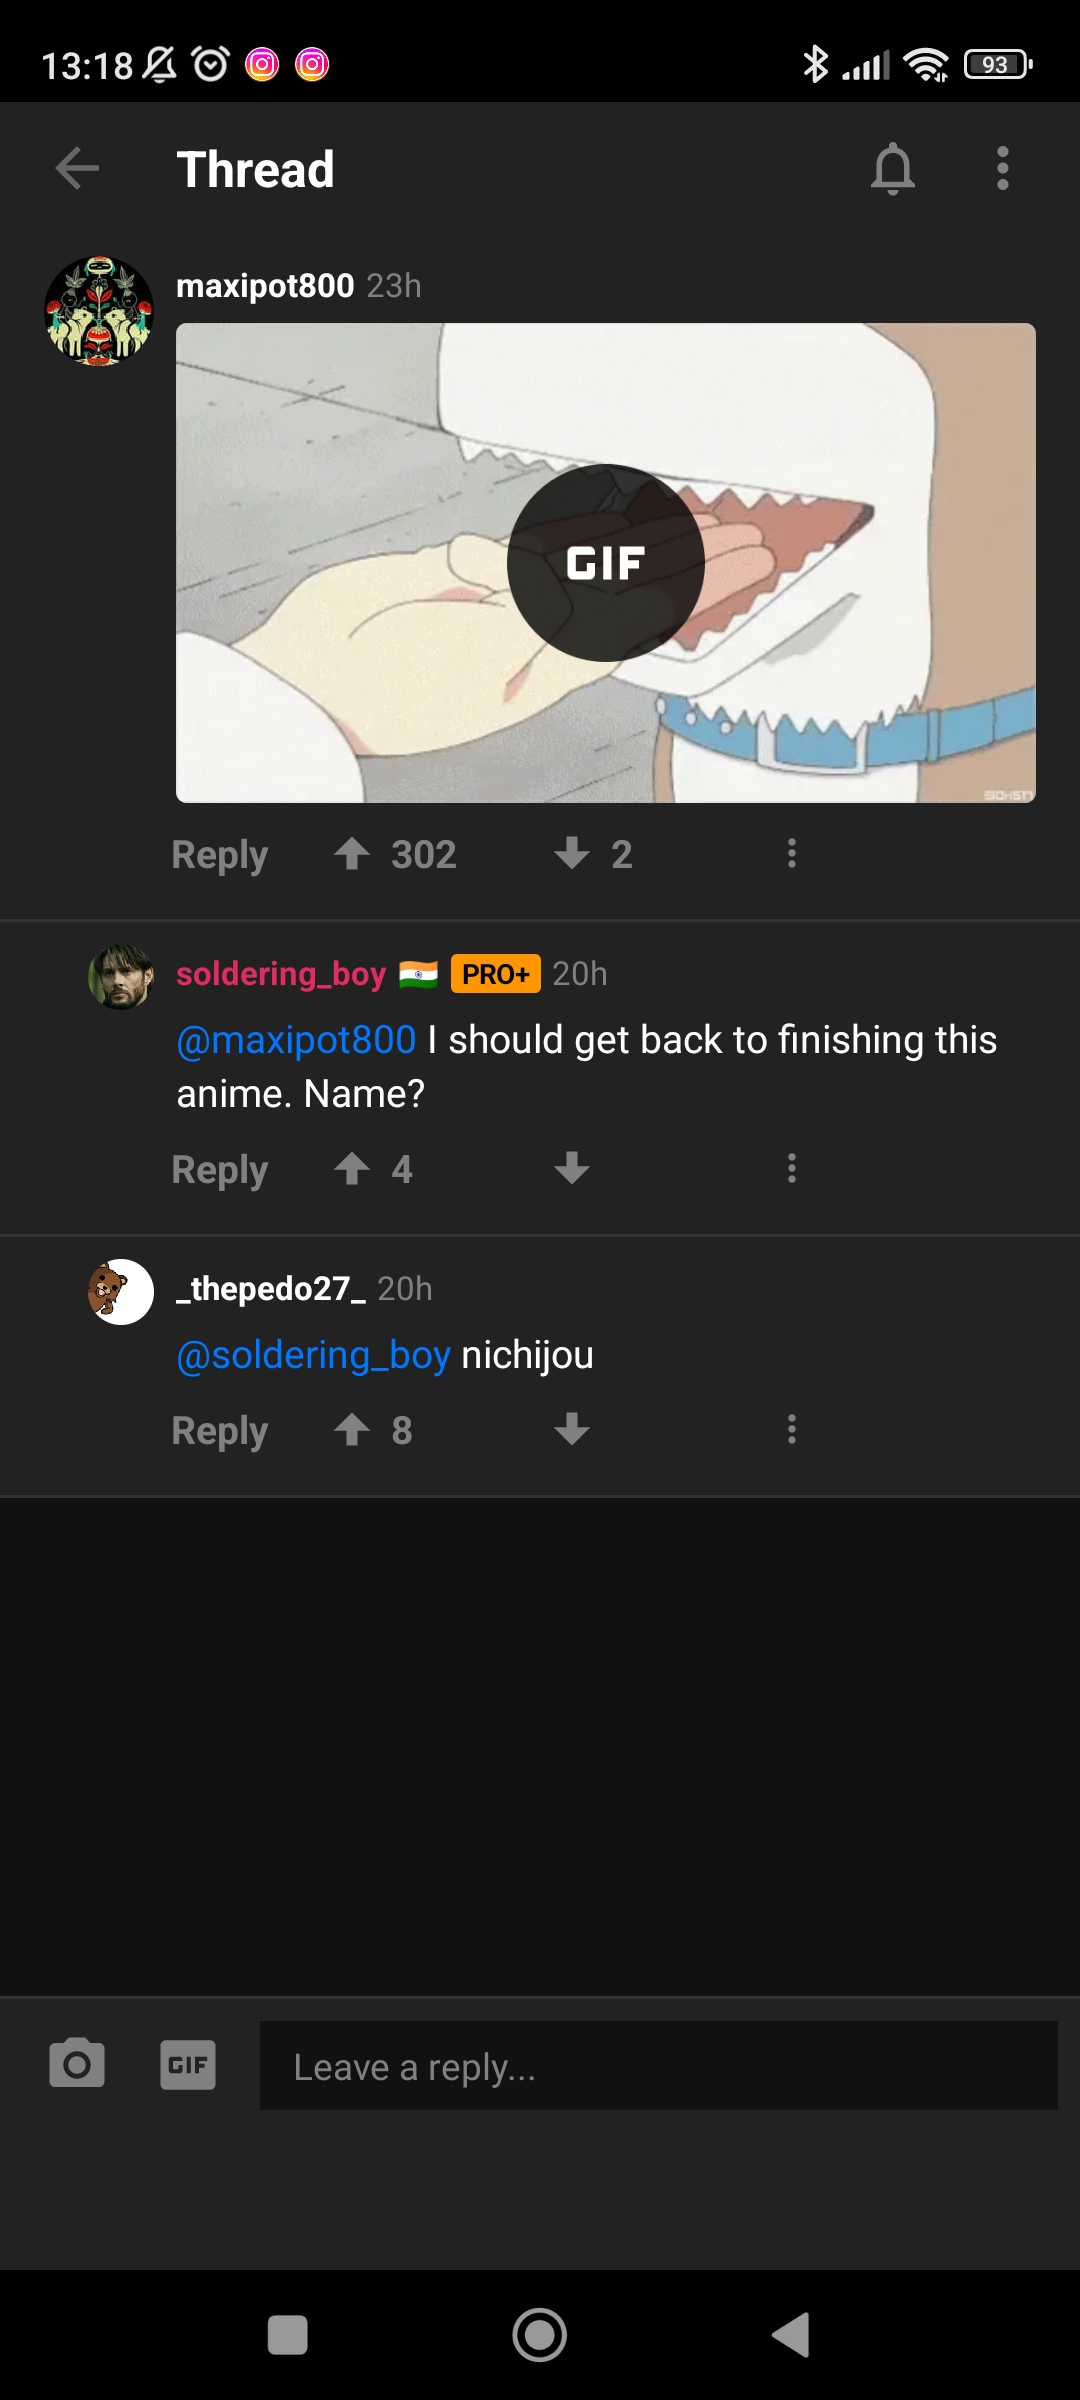 13:18
93
Thread
maxipot800 23h
GIF
Reply 302 2
soldering_boy PRO+ 20h
@maxipot800 I should get back to finishing this
anime. Name?
Reply 4
_thepedo27_ 20h
@soldering_boy nichijou
Reply 8
GIF Leave a reply...